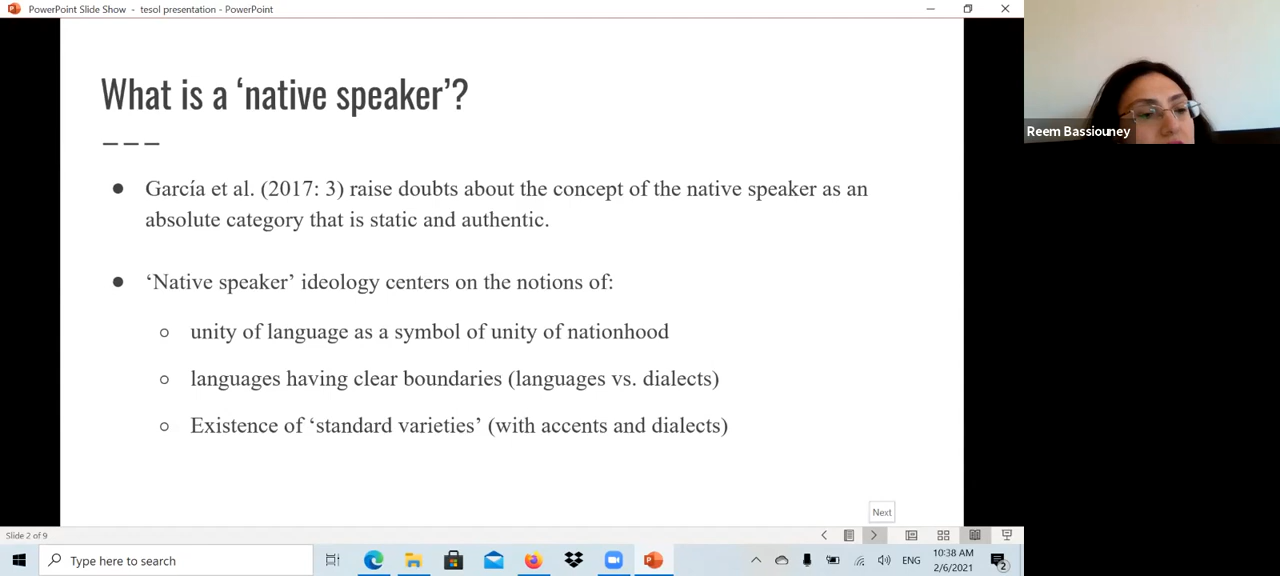 PowerPoint Slide Show - tesol presentation - PowerPoint
What is a ‘native speaker’?
● García et al. (2017: 3) raise doubts about the concept of the native speaker as an
absolute category that is static and authentic.
● ‘Native speaker’ ideology centers on the notions of:
○ unity of language as a symbol of unity of nationhood
○ languages having clear boundaries (languages vs. dialects)
○ Existence of ‘standard varieties’ (with accents and dialects)
Next
Reem Bassiouney
Slide 2 of 9
Type here to search
ENG
10:38 AM
2/6/2021
2